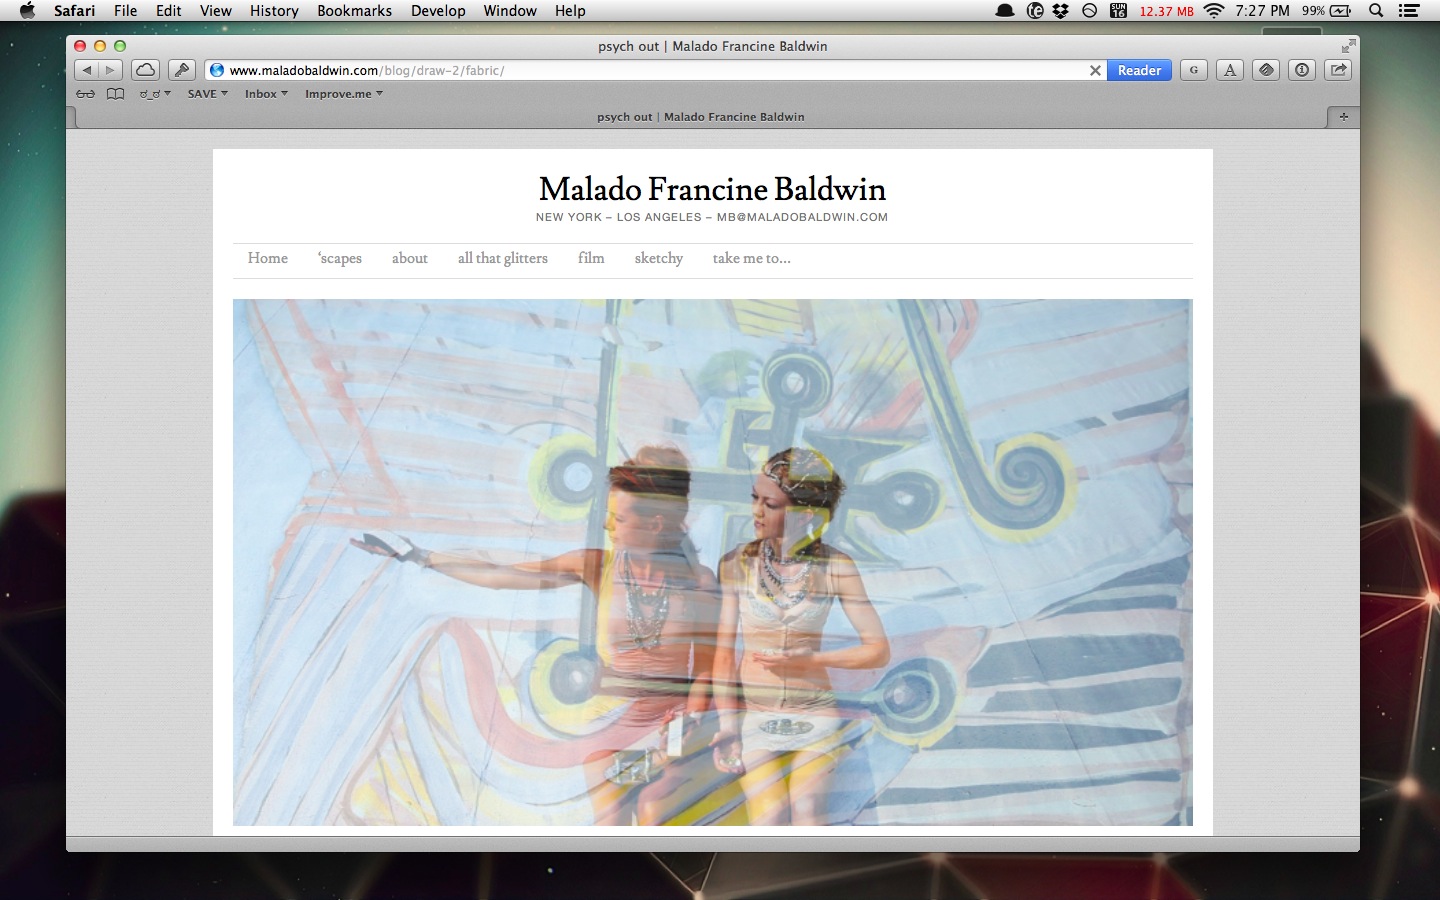 Safari File Edit View History Bookmarks Develop Window Help
SUN 16 12.37 MB 7:27 PM 99%
psych out | Malado Francine Baldwin
www.maladobaldwin.com/blog/draw-2/fabric/ Reader G A
SAVE Inbox Improve.me
psych out | Malado Francine Baldwin
Malado Francine Baldwin
NEW YORK – LOS ANGELES – MB@MALADOBALDWIN.COM
Home ‘scapes about all that glitters film sketchy take me to…